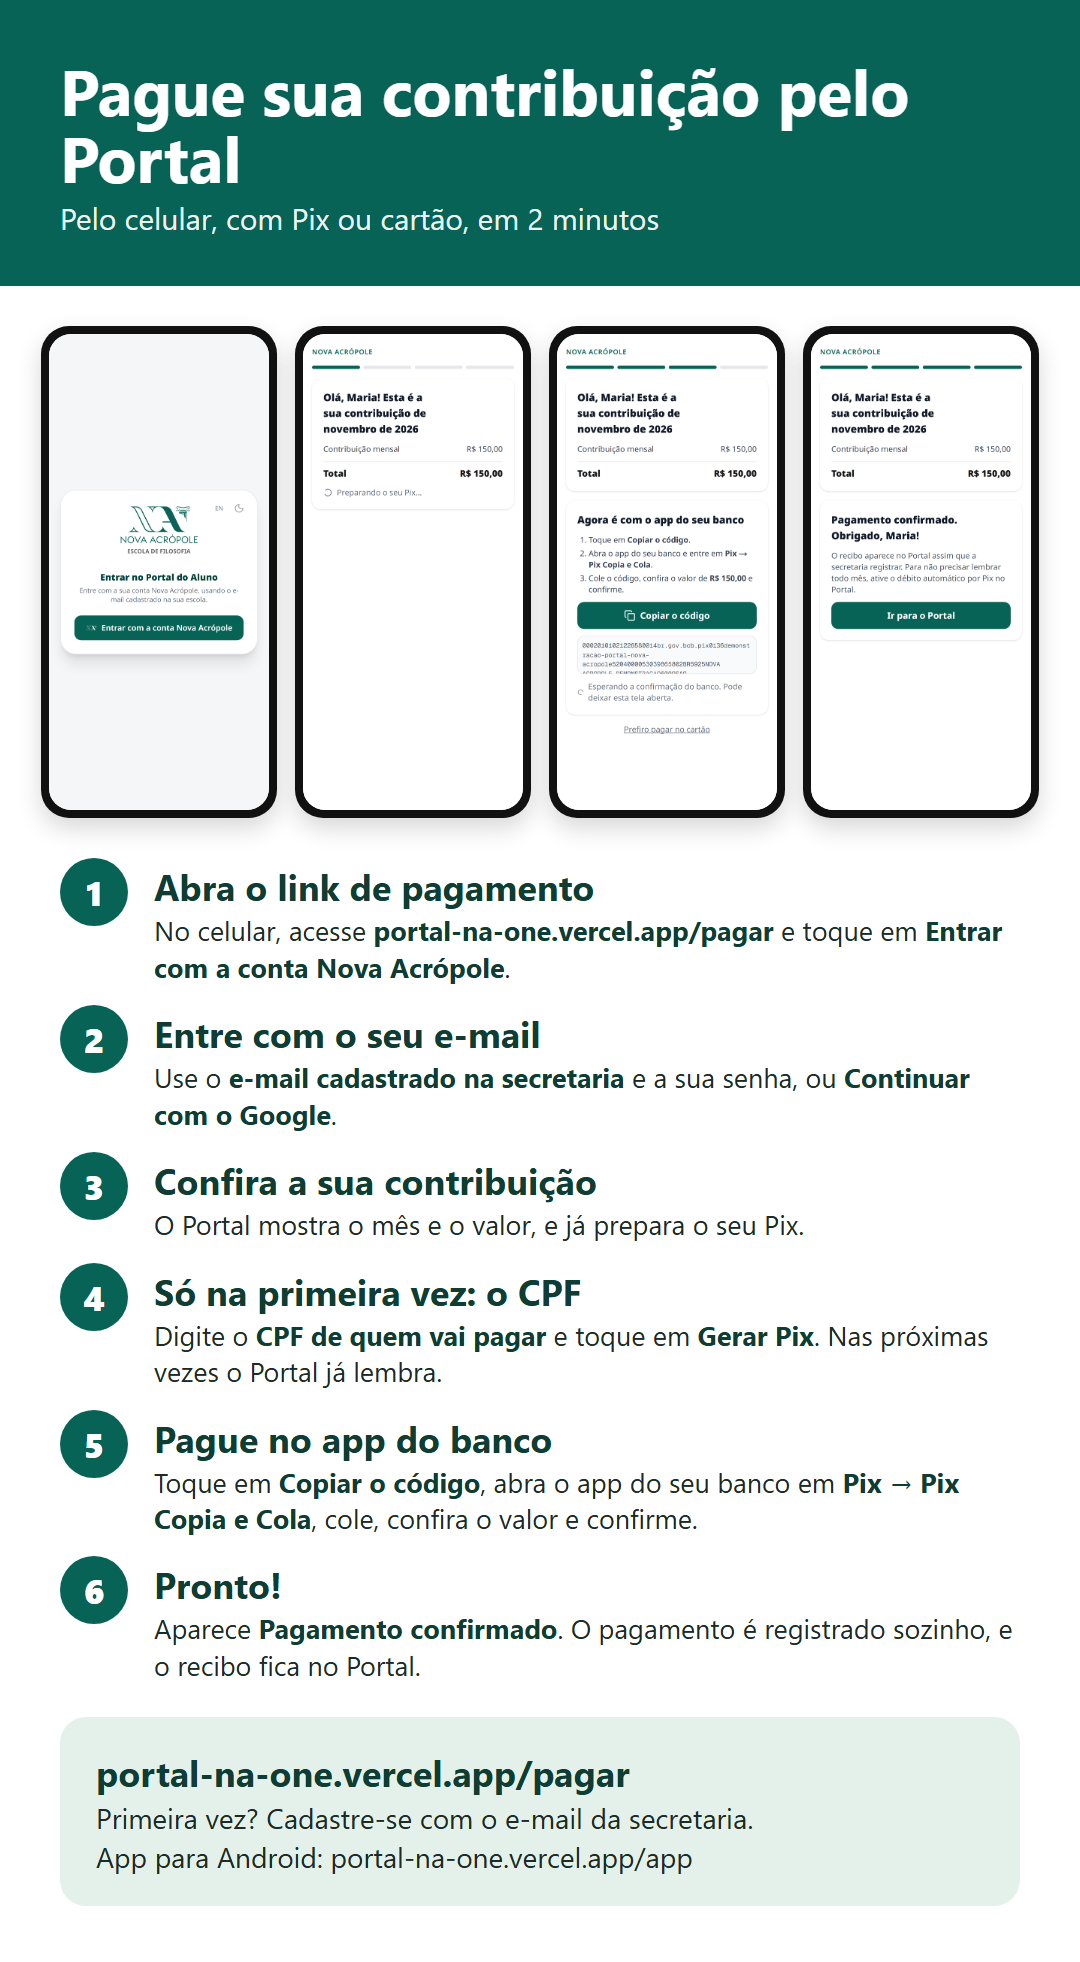 Pague sua contribuição pelo
Portal
Pelo celular, com Pix ou cartão, em 2 minutos
EN
NOVA ACRÓPOLE
ESCOLA DE FILOSOFIA
Entrar no Portal do Aluno
Entre com a sua conta Nova Acrópole, usando o e-
mail cadastrado na sua escola.
Entrar com a conta Nova Acrópole
NOVA ACRÓPOLE
Olá, Maria! Esta é a
sua contribuição de
novembro de 2026
Contribuição mensal R$ 150,00
Total R$ 150,00
Preparando o seu Pix...
NOVA ACRÓPOLE
Olá, Maria! Esta é a
sua contribuição de
novembro de 2026
Contribuição mensal R$ 150,00
Total R$ 150,00
Agora é com o app do seu banco
1. Toque em Copiar o código.
2. Abra o app do seu banco e entre em Pix →
Pix Copia e Cola.
3. Cole o código, confira o valor de R$ 150,00 e
confirme.
Copiar o código
Esperando a confirmação do banco. Pode
deixar esta tela aberta.
Prefiro pagar no cartão
NOVA ACRÓPOLE
Olá, Maria! Esta é a
sua contribuição de
novembro de 2026
Contribuição mensal R$ 150,00
Total R$ 150,00
Pagamento confirmado.
Obrigado, Maria!
O recibo aparece no Portal assim que a
secretaria registrar. Para não precisar lembrar
todo mês, ative o débito automático por Pix no
Portal.
Ir para o Portal
1 Abra o link de pagamento
No celular, acesse portal-na-one.vercel.app/pagar e toque em Entrar
com a conta Nova Acrópole.
2 Entre com o seu e-mail
Use o e-mail cadastrado na secretaria e a sua senha, ou Continuar
com o Google.
3 Confira a sua contribuição
O Portal mostra o mês e o valor, e já prepara o seu Pix.
4 Só na primeira vez: o CPF
Digite o CPF de quem vai pagar e toque em Gerar Pix. Nas próximas
vezes o Portal já lembra.
5 Pague no app do banco
Toque em Copiar o código, abra o app do seu banco em Pix → Pix
Copia e Cola, cole, confira o valor e confirme.
6 Pronto!
Aparece Pagamento confirmado. O pagamento é registrado sozinho, e
o recibo fica no Portal.
portal-na-one.vercel.app/pagar
Primeira vez? Cadastre-se com o e-mail da secretaria.
App para Android: portal-na-one.vercel.app/app